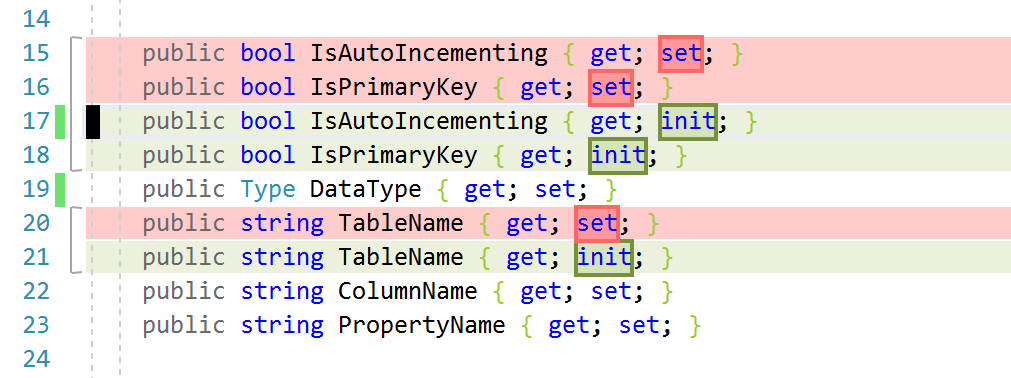 14
15 public bool IsAutoIncementing { get; set; }
16 public bool IsPrimaryKey { get; set; }
17 public bool IsAutoIncementing { get; init; }
18 public bool IsPrimaryKey { get; init; }
19 public Type DataType { get; set; }
20 public string TableName { get; set; }
21 public string TableName { get; init; }
22 public string ColumnName { get; set; }
23 public string PropertyName { get; set; }
24